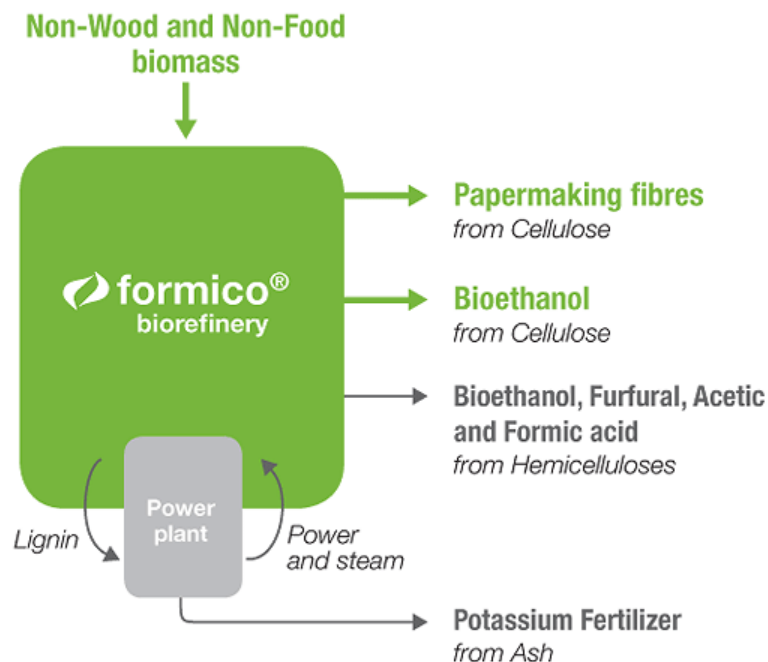 Non-Wood and Non-Food
biomass
formico®
biorefinery
Papermaking fibres
from Cellulose
Bioethanol
from Cellulose
Bioethanol, Furfural, Acetic
and Formic acid
from Hemicelluloses
Power
plant
Lignin
Power
and steam
Potassium Fertilizer
from Ash